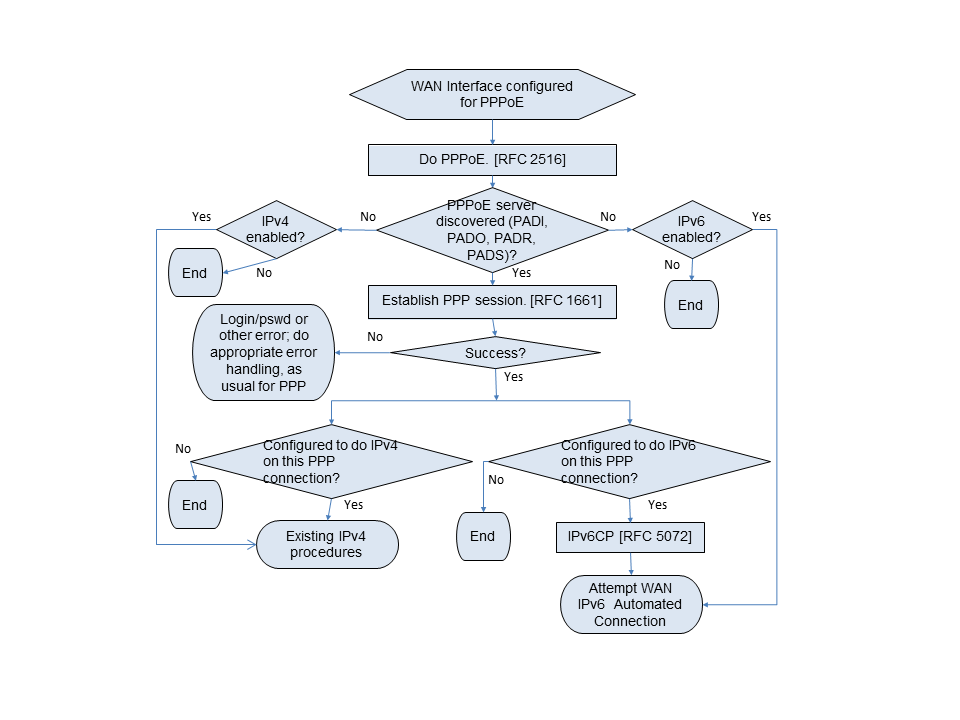 WAN Interface configured
for PPPoE
Do PPPoE. [RFC 2516]
Yes
IPv4
enabled?
No
PPPoE server
discovered (PADI,
PADO, PADR,
PADS)?
No
IPv6
enabled?
Yes
End
No
Yes
No
End
Establish PPP session. [RFC 1661]
Login/pswd or
other error; do
appropriate error
handling, as
usual for PPP
No
Success?
Yes
No
Configured to do IPv4
on this PPP
connection?
Configured to do IPv6
on this PPP
connection?
No
End
Yes
Yes
Existing IPv4
procedures
End
IPv6CP [RFC 5072]
Attempt WAN
IPv6 Automated
Connection